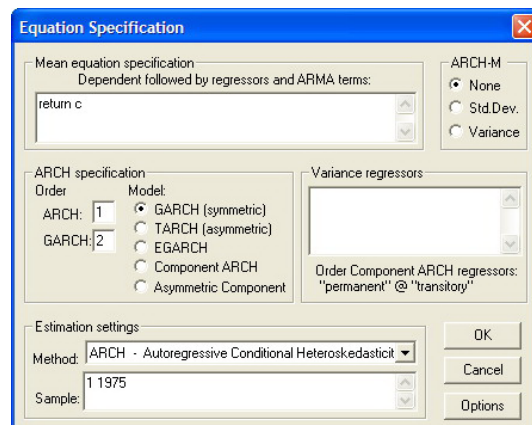 Equation Specification
Mean equation specification
Dependent followed by regressors and ARMA terms:
return c
ARCH-M
None
Std.Dev.
Variance
ARCH specification
Order
ARCH: 1
GARCH: 2
Model:
GARCH (symmetric)
TARCH (asymmetric)
EGARCH
Component ARCH
Asymmetric Component
Variance regressors
Order Component ARCH regressors:
"permanent" @ "transitory"
Estimation settings
Method: ARCH - Autoregressive Conditional Heteroskedasticit
Sample: 1 1975
OK
Cancel
Options